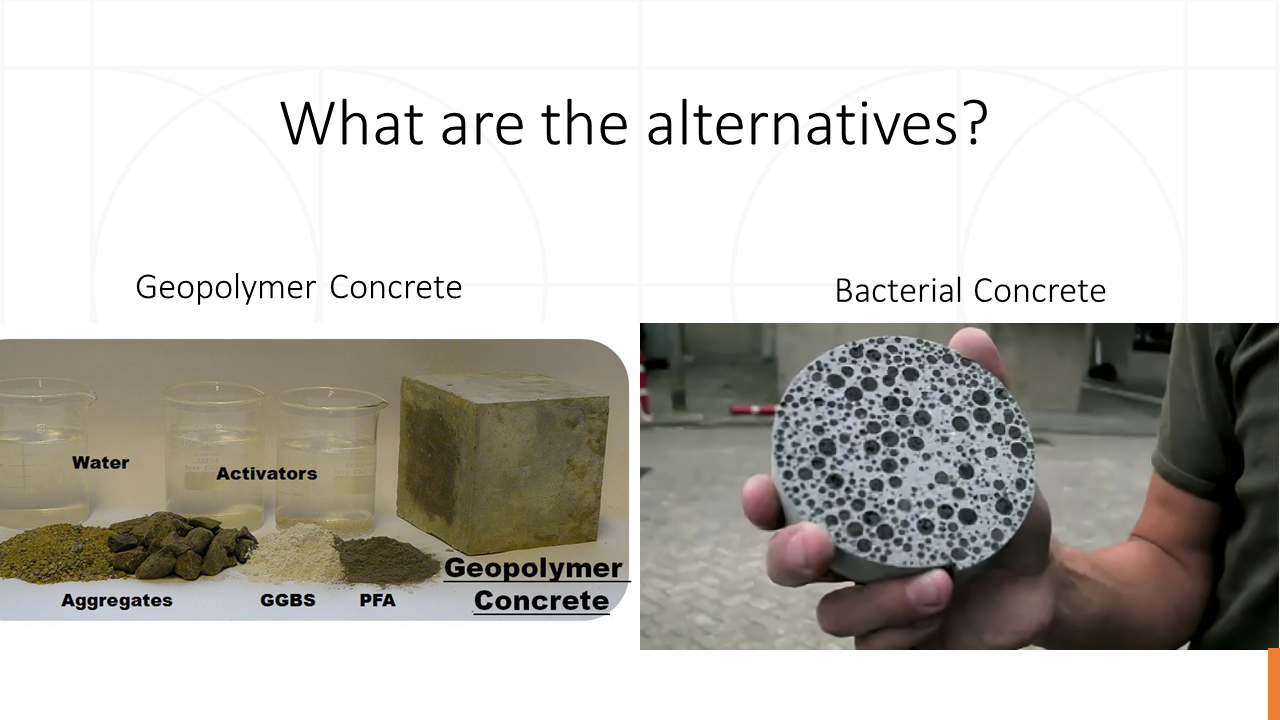 What are the alternatives?
Geopolymer Concrete
Bacterial Concrete
Water
Activators
Aggregates
GGBS
PFA
Geopolymer
Concrete